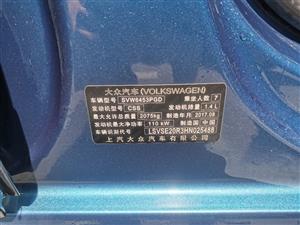 大众汽车(VOLKSWAGEN)
车辆型号 SVW6453PGD 乘坐人数 7
发动机型号 CSS 发动机排量 1.4 L
最大允许总质量 2075kg 制造年月 2017.08
发动机最大净功率 110 kW 制造国 中国
车辆识别代号 LSVSE20R3HN025488
上汽大众汽车有限公司